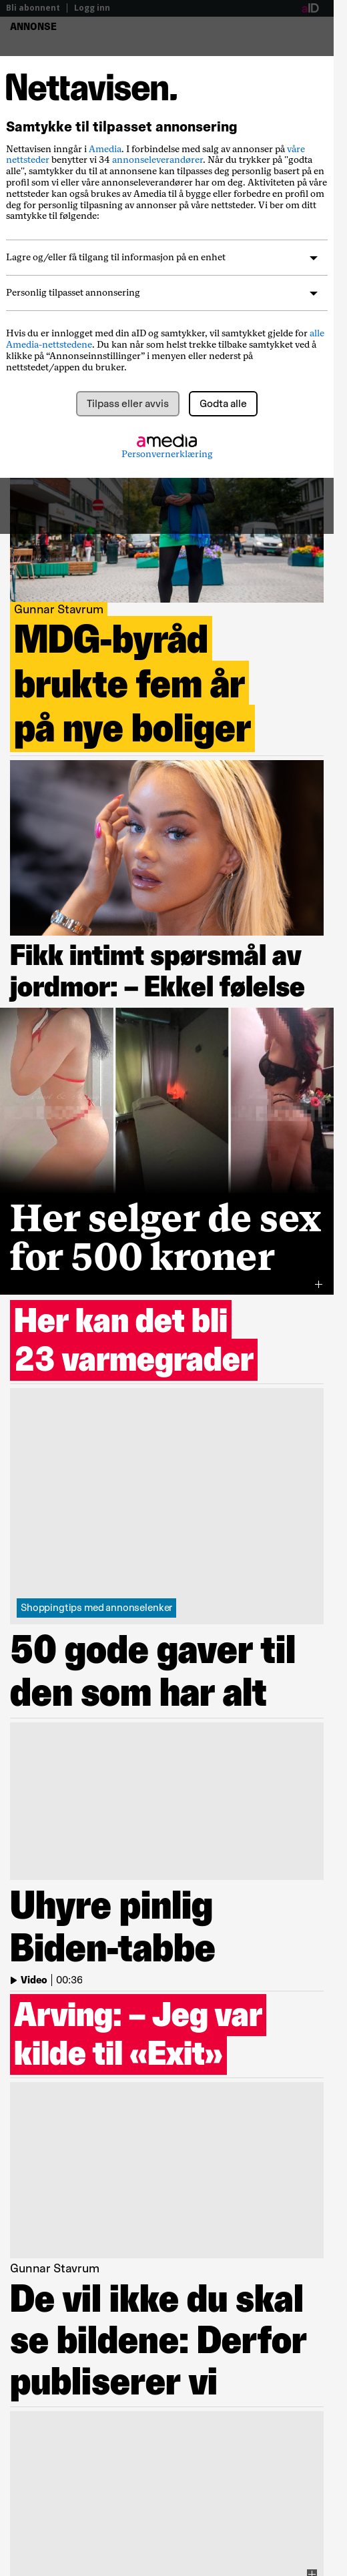 Bli abonnent | Logg inn aID
ANNONSE
Nettavisen.
Samtykke til tilpasset annonsering
Nettavisen inngår i Amedia. I forbindelse med salg av annonser på våre
nettsteder benytter vi 34 annonseleverandører. Når du trykker på "godta
alle", samtykker du til at annonsene kan tilpasses deg personlig basert på en
profil som vi eller våre annonseleverandører har om deg. Aktiviteten på våre
nettsteder kan også brukes av Amedia til å bygge eller forbedre en profil om
deg til personlig tilpasning av annonser på våre nettsteder. Vi ber om ditt
samtykke til følgende:
Lagre og/eller få tilgang til informasjon på en enhet
Personlig tilpasset annonsering
Hvis du er innlogget med din aID og samtykker, vil samtykket gjelde for alle
Amedia-nettstedene. Du kan når som helst trekke tilbake samtykket ved å
klikke på “Annonseinnstillinger” i menyen eller nederst på
nettstedet/appen du bruker.
Tilpass eller avvis
Godta alle
amedia
Personvernerklæring
Gunnar Stavrum
MDG-byråd
brukte fem år
på nye boliger
Fikk intimt spørsmål av
jordmor: – Ekkel følelse
Her selger de sex
for 500 kroner
Her kan det bli
23 varmegrader
Shoppingtips med annonselenker
50 gode gaver til
den som har alt
Uhyre pinlig
Biden-tabbe
Video | 00:36
Arving: – Jeg var
kilde til «Exit»
Gunnar Stavrum
De vil ikke du skal
se bildene: Derfor
publiserer vi